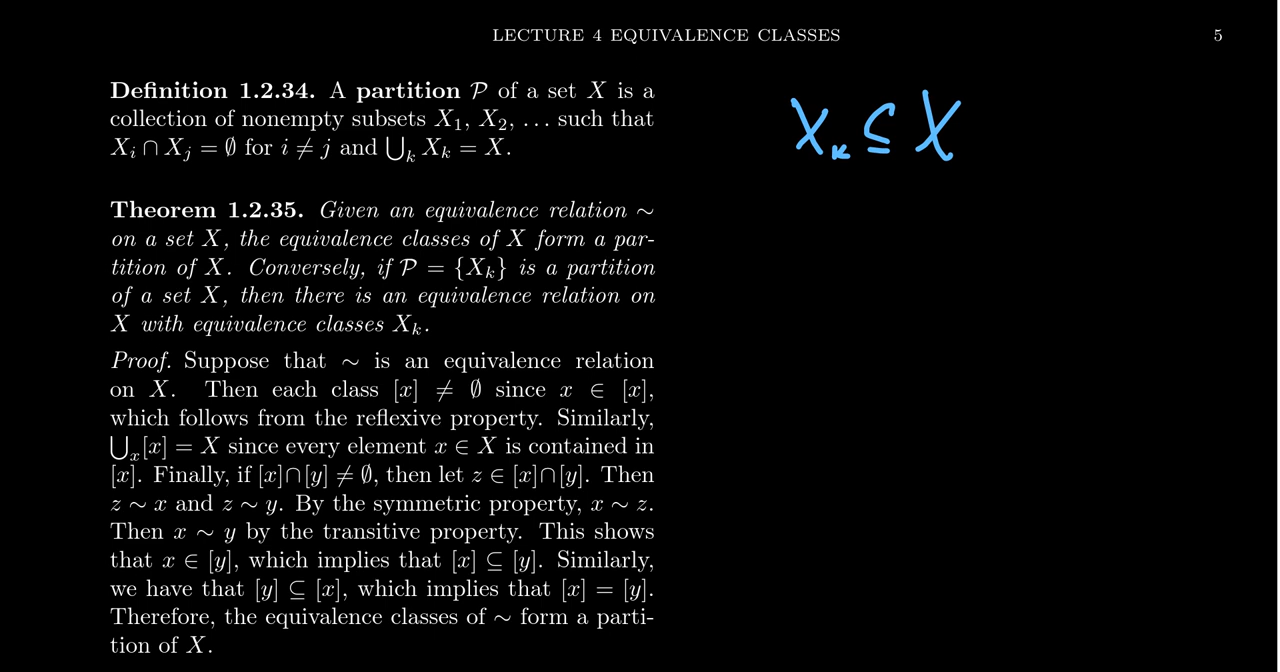 LECTURE 4 EQUIVALENCE CLASSES 5
Definition 1.2.34. A partition 𝒫 of a set X is a
collection of nonempty subsets X₁, X₂, … such that
Xᵢ ∩ Xⱼ = ∅ for i ≠ j and ⋃ₖ Xₖ = X.
Xₖ ⊆ X
Theorem 1.2.35. Given an equivalence relation ∼
on a set X, the equivalence classes of X form a par-
tition of X. Conversely, if 𝒫 = {Xₖ} is a partition
of a set X, then there is an equivalence relation on
X with equivalence classes Xₖ.
Proof. Suppose that ∼ is an equivalence relation
on X. Then each class [x] ≠ ∅ since x ∈ [x],
which follows from the reflexive property. Similarly,
⋃ₓ[x] = X since every element x ∈ X is contained in
[x]. Finally, if [x]∩[y] ≠ ∅, then let z ∈ [x]∩[y]. Then
z ∼ x and z ∼ y. By the symmetric property, x ∼ z.
Then x ∼ y by the transitive property. This shows
that x ∈ [y], which implies that [x] ⊆ [y]. Similarly,
we have that [y] ⊆ [x], which implies that [x] = [y].
Therefore, the equivalence classes of ∼ form a parti-
tion of X.